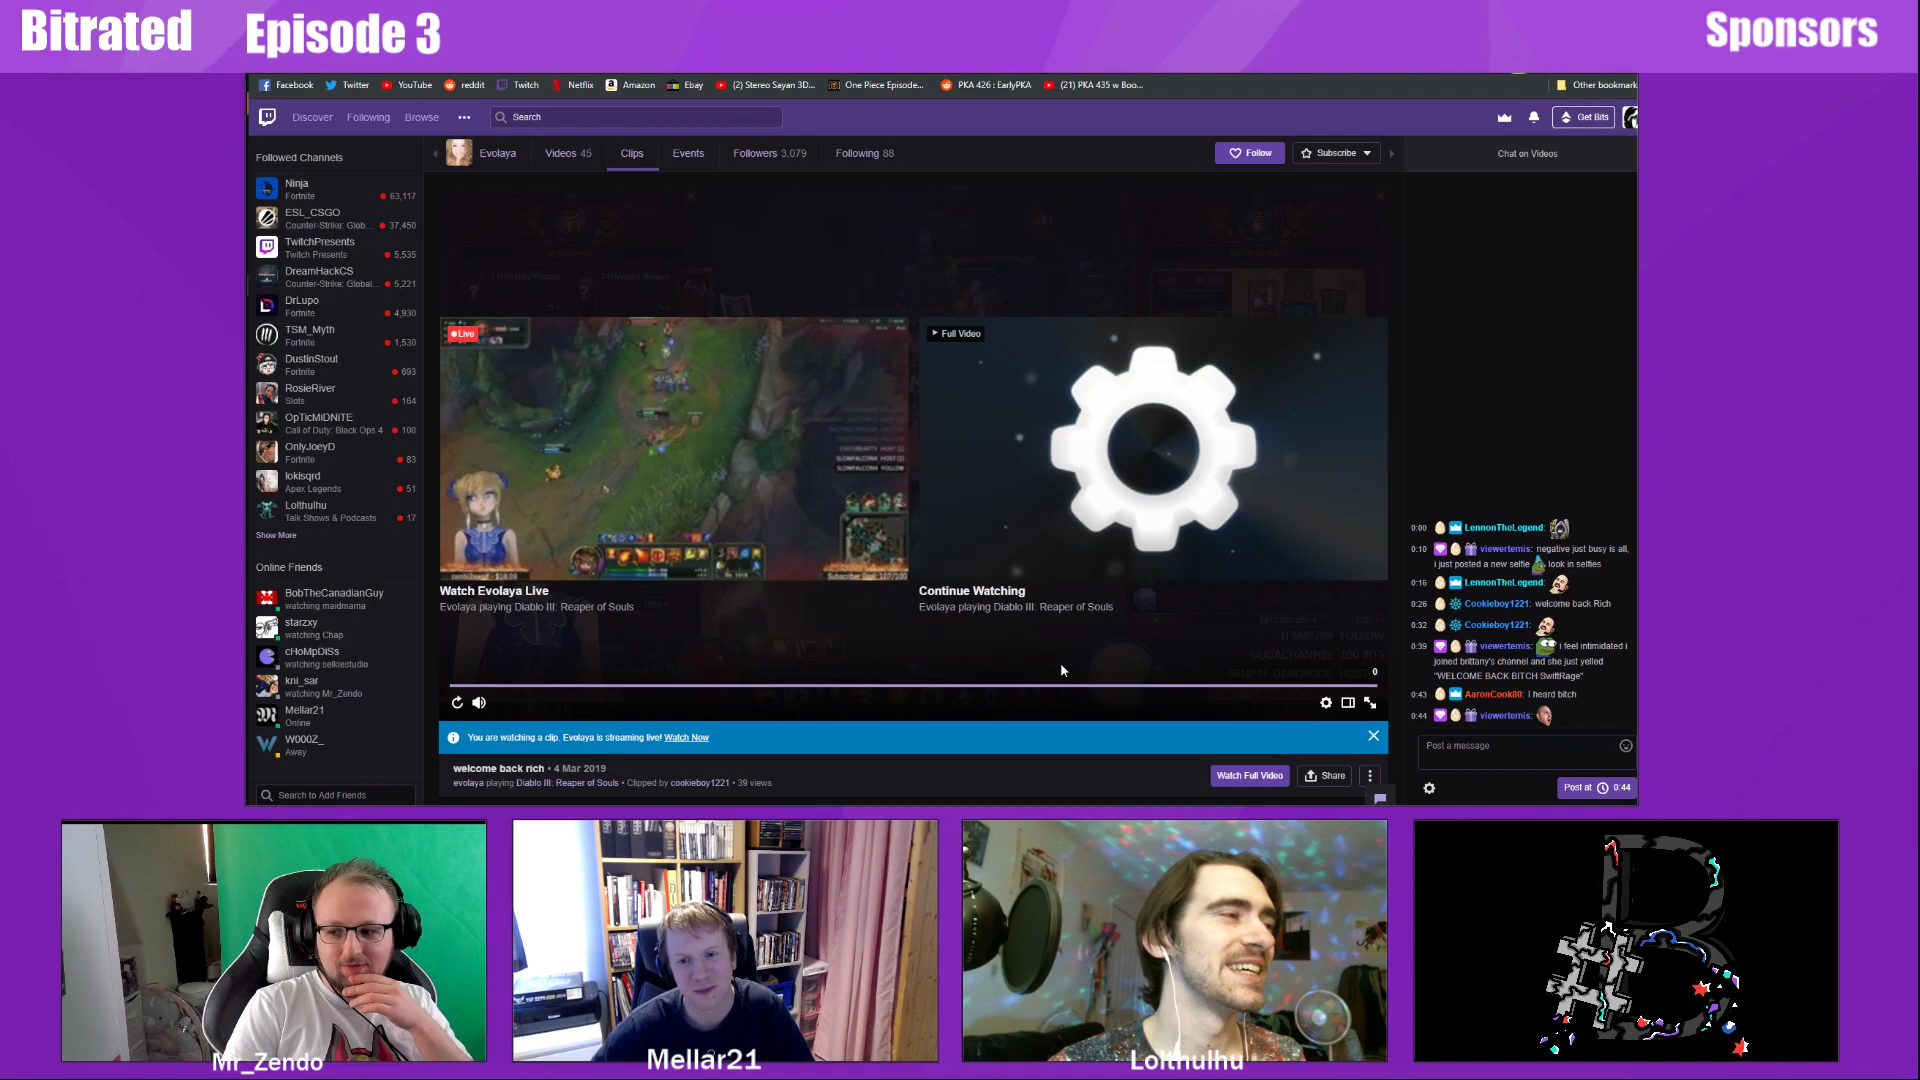 Bitrated
Episode 3
Sponsors
Facebook Twitter YouTube reddit Twitch Netflix Amazon Ebay (2) Stereo Sayan 3D... One Piece Episode... PKA 426 : EarlyPKA (21) PKA 435 w Boo... Other bookmark
Discover Following Browse ••• Search Get Bits
Followed Channels
Evolaya Videos 45 Clips Events Followers 3,079 Following 88 Follow Subscribe
Chat on Videos
Ninja
Fortnite 63,117
ESL_CSGO
Counter-Strike: Glob... 37,450
TwitchPresents
Twitch Presents 5,535
DreamHackCS
Counter-Strike: Global... 5,221
DrLupo
Fortnite 4,930
TSM_Myth
Fortnite 1,530
DustinStout
Fortnite 693
RosieRiver
Slots 164
OpTicMiDNiTE
Call of Duty: Black Ops 4 108
OnlyJoeyD
Fortnite 83
lokisqrd
Apex Legends 51
Lolthulhu
Talk Shows & Podcasts 17
Show More
Online Friends
BobTheCanadianGuy
watching maidmama
starzxy
watching Chap
cHoMpDiSs
watching selkiestudio
kni_sar
watching Mr_Zendo
Mellar21
Online
W000Z_
Away
Search to Add Friends
Live
Full Video
Watch Evolaya Live
Evolaya playing Diablo III: Reaper of Souls
Continue Watching
Evolaya playing Diablo III: Reaper of Souls
0
You are watching a clip. Evolaya is streaming live! Watch Now
welcome back rich • 4 Mar 2019
evolaya playing Diablo III: Reaper of Souls • Clipped by cookieboy1221 • 39 views
Watch Full Video Share
0:00 LennonTheLegend:
0:10 viewertemis: negative just busy is all,
i just posted a new selfie look in selfies
0:16 LennonTheLegend:
0:26 Cookieboy1221: welcome back Rich
0:32 Cookieboy1221:
0:39 viewertemis: i feel intimidated i
joined brittany's channel and she just yelled
"WELCOME BACK BITCH SwiftRage"
0:43 AaronCook80: I heard bitch
0:44 viewertemis:
Post a message
Post at 0:44
Mr_Zendo
Mellar21
Lolthulhu